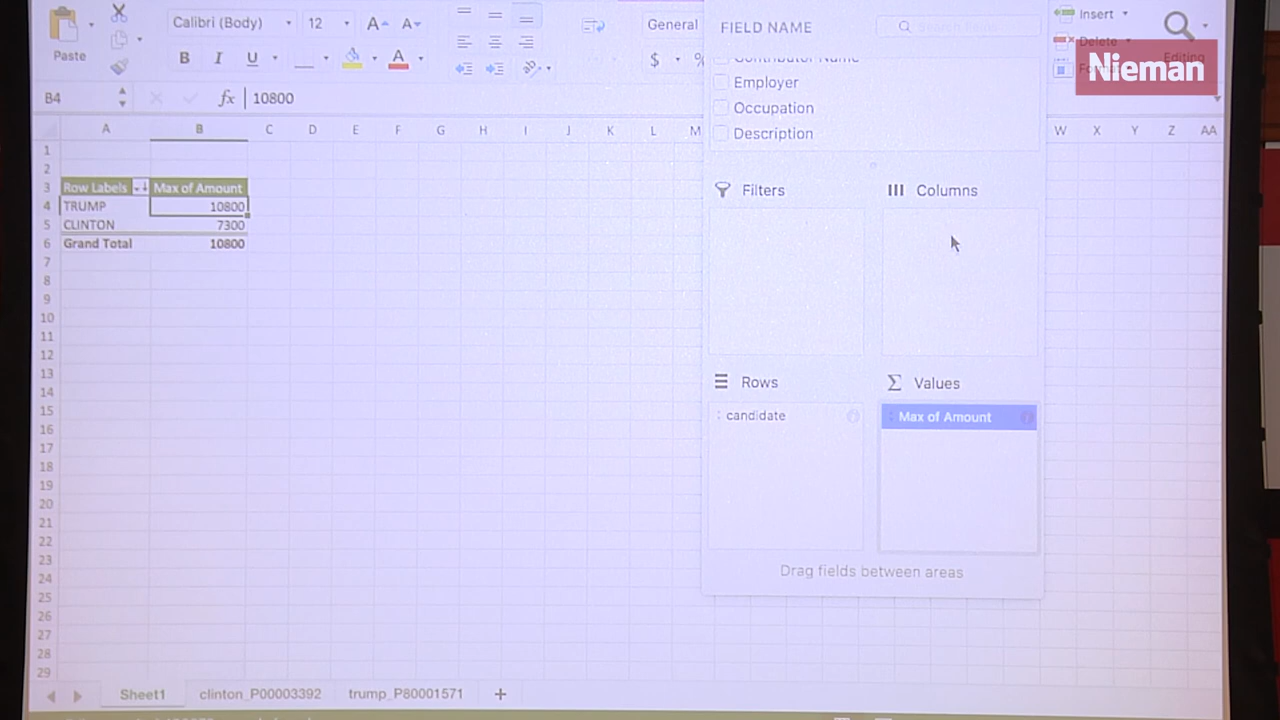 Calibri (Body) 12 A A General FIELD NAME Insert
Paste B I U A $ % Delete
Nieman
B4 fx 10800
Contributor Name
Employer
Occupation
Description
A B C D E F G H I J K L M W X Y Z AA
1
2
3 Row Labels Max of Amount
4 TRUMP 10800
5 CLINTON 7300
6 Grand Total 10800
7
8
9
10
11
12
13
14
15
16
17
18
19
20
21
22
23
24
25
26
27
28
29
Filters Columns
Rows Σ Values
candidate Max of Amount
Drag fields between areas
Sheet1 clinton_P00003392 trump_P80001571 +